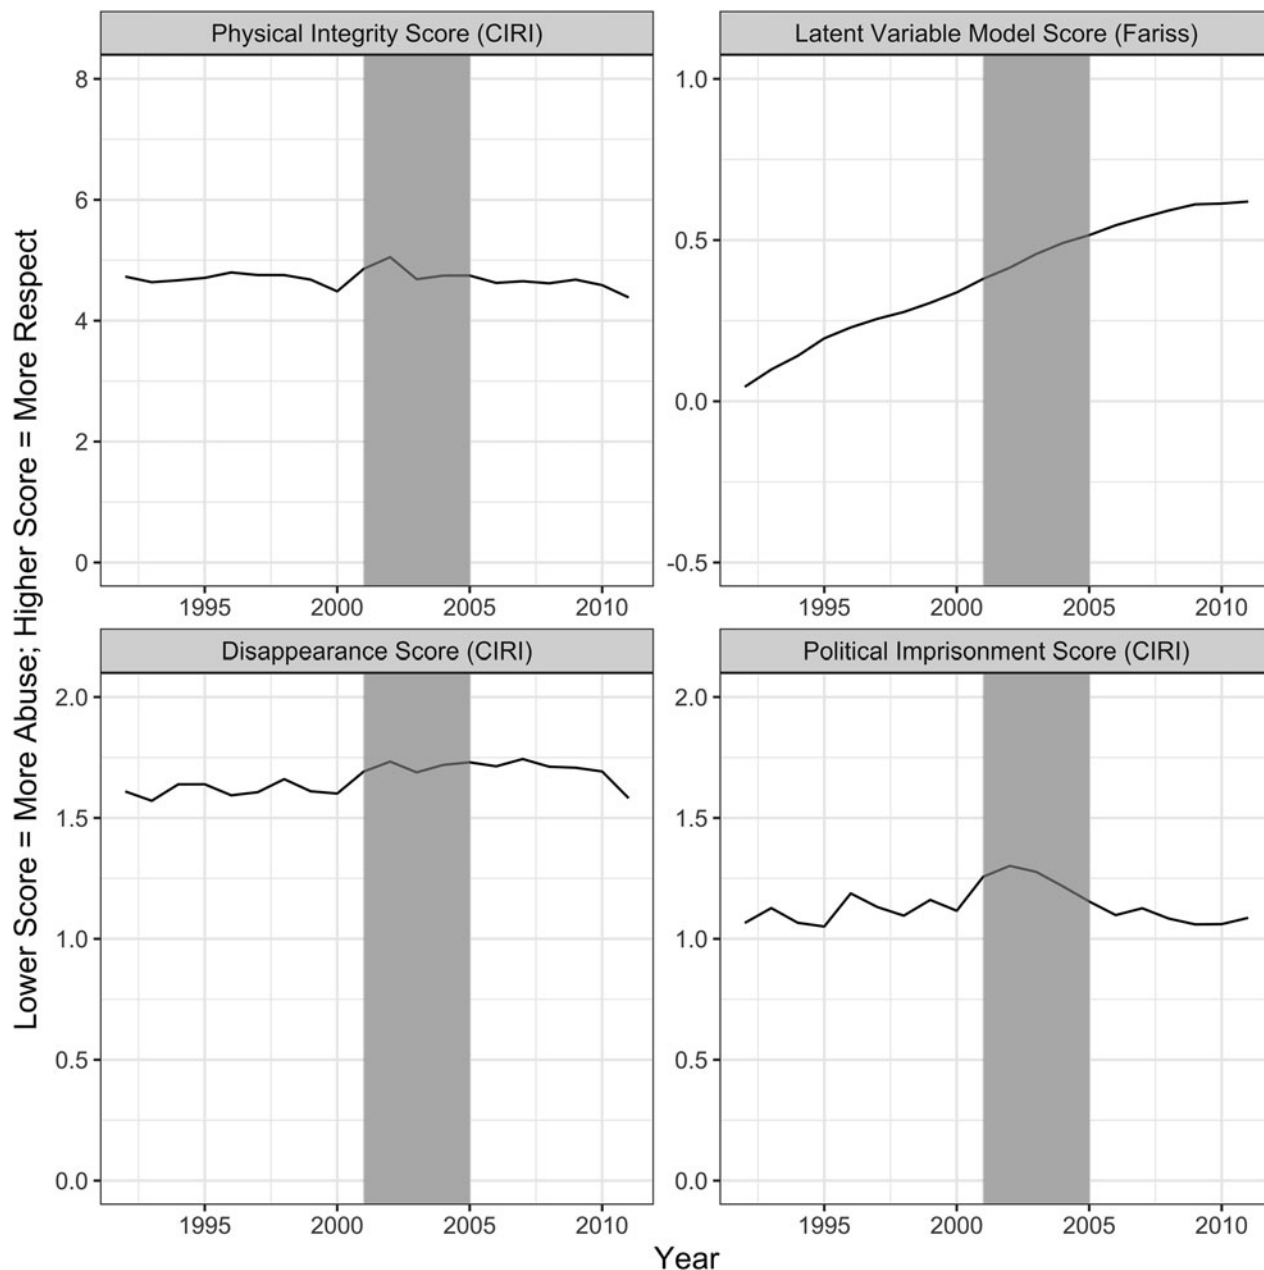 Physical Integrity Score (CIRI)
8
6
4
2
0
1995 2000 2005 2010
Latent Variable Model Score (Fariss)
1.0
0.5
0.0
-0.5
1995 2000 2005 2010
Lower Score = More Abuse; Higher Score = More Respect
Disappearance Score (CIRI)
2.0
1.5
1.0
0.5
0.0
1995 2000 2005 2010
Political Imprisonment Score (CIRI)
2.0
1.5
1.0
0.5
0.0
1995 2000 2005 2010
Year